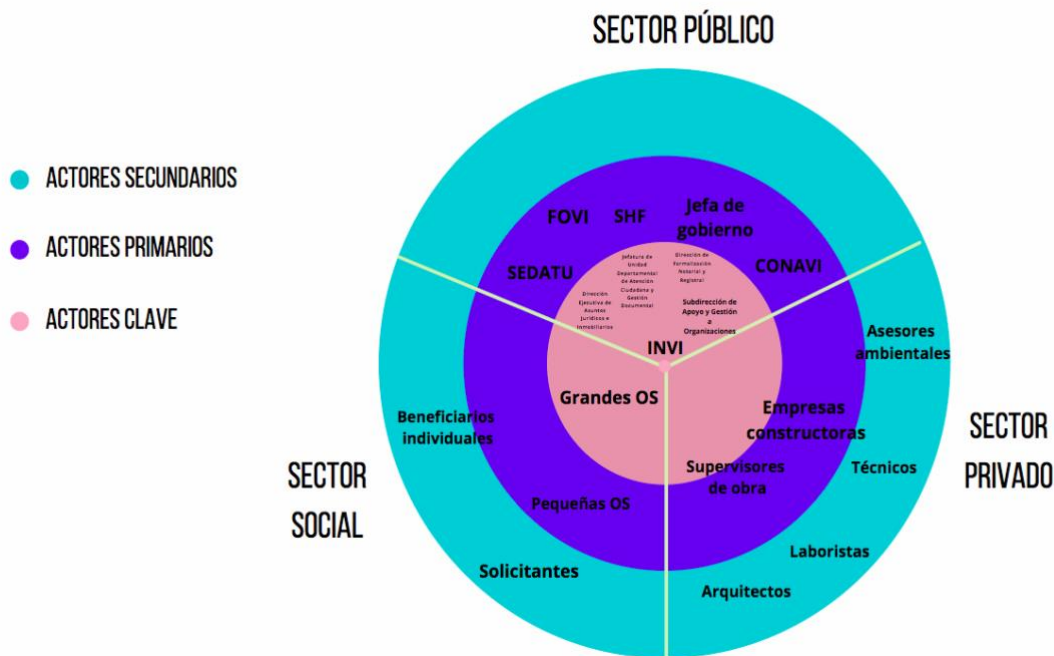 SECTOR PÚBLICO
ACTORES SECUNDARIOS
ACTORES PRIMARIOS
ACTORES CLAVE
FOVI
SHF
Jefa de
gobierno
SEDATU
CONAVI
Jefatura de
Unidad
Departamental
de Atención
Ciudadana y
Gestión
Documental
Dirección de
Formalización
Notarial y
Registral
Dirección
Ejecutiva de
Asuntos
Jurídicos e
Inmobiliarios
Subdirección de
Apoyo y Gestión
a
Organizaciones
INVI
Grandes OS
Beneficiarios
individuales
Pequeñas OS
Solicitantes
SECTOR
SOCIAL
Asesores
ambientales
Empresas
constructoras
Supervisores
de obra
Técnicos
Laboristas
Arquitectos
SECTOR
PRIVADO